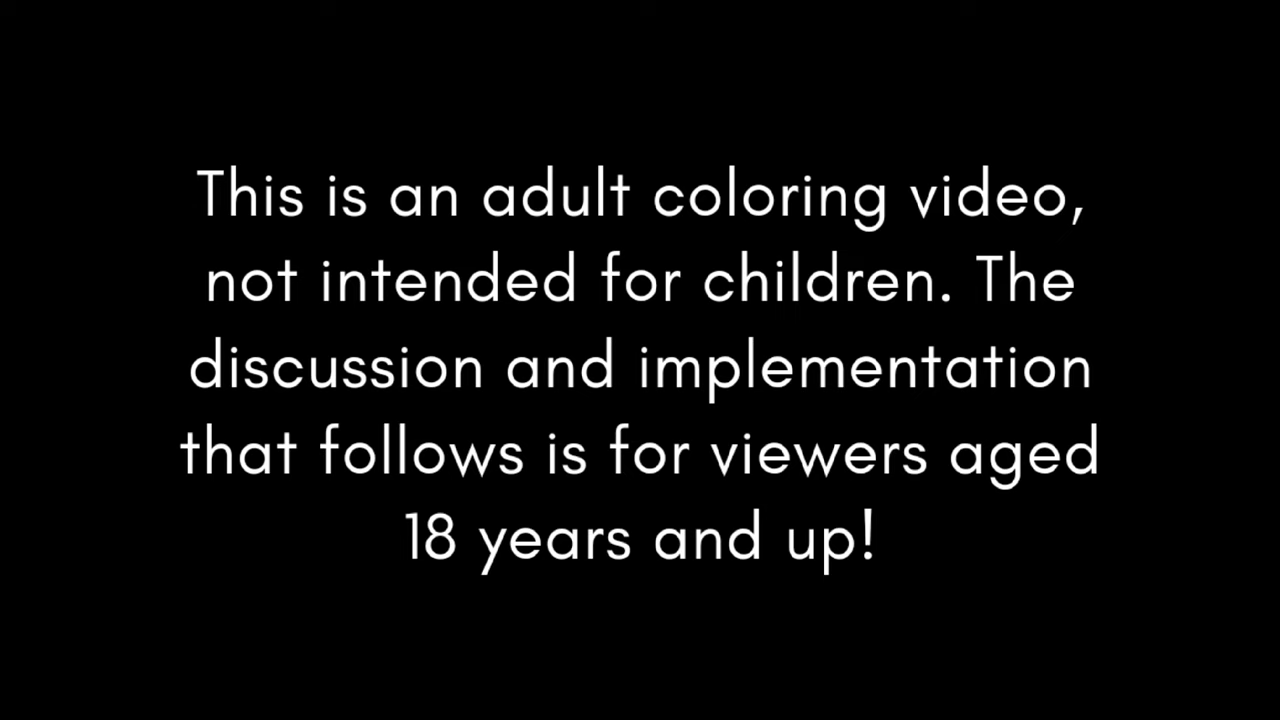 This is an adult coloring video,
not intended for children. The
discussion and implementation
that follows is for viewers aged
18 years and up!